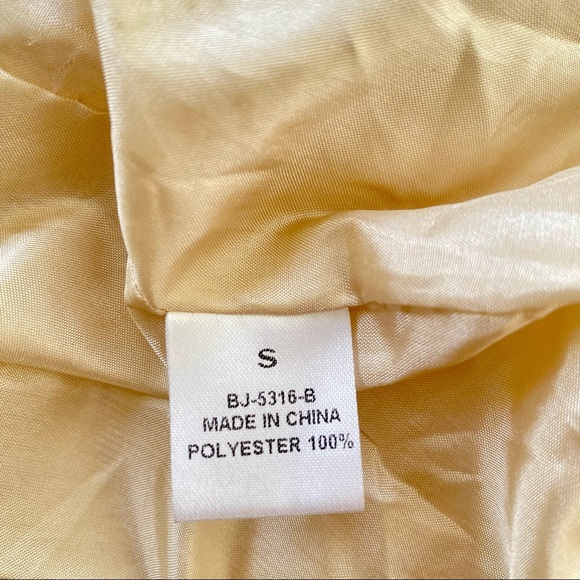 S
BJ-5316-B
MADE IN CHINA
POLYESTER 100%